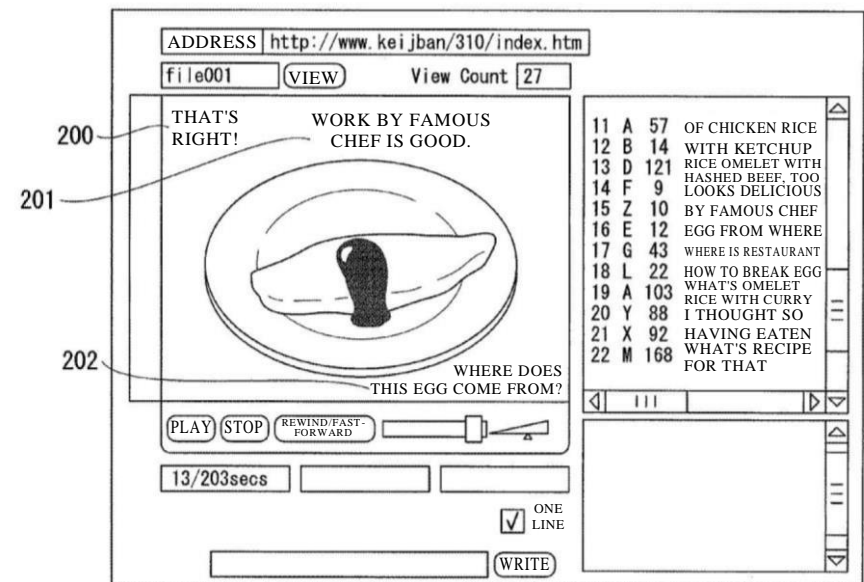 ADDRESS http://www.keijban/310/index.htm
file001 VIEW View Count 27
200
THAT'S
RIGHT!
201
WORK BY FAMOUS
CHEF IS GOOD.
202
WHERE DOES
THIS EGG COME FROM?
11 A 57 OF CHICKEN RICE
12 B 14 WITH KETCHUP
13 D 121 RICE OMELET WITH
HASHED BEEF, TOO
14 F 9 LOOKS DELICIOUS
15 Z 10 BY FAMOUS CHEF
16 E 12 EGG FROM WHERE
17 G 43 WHERE IS RESTAURANT
18 L 22 HOW TO BREAK EGG
19 A 103 WHAT'S OMELET
RICE WITH CURRY
20 Y 88 I THOUGHT SO
21 X 92 HAVING EATEN
22 M 168 WHAT'S RECIPE
FOR THAT
PLAY STOP REWIND/FAST-
FORWARD
13/203secs
√ ONE
LINE
WRITE